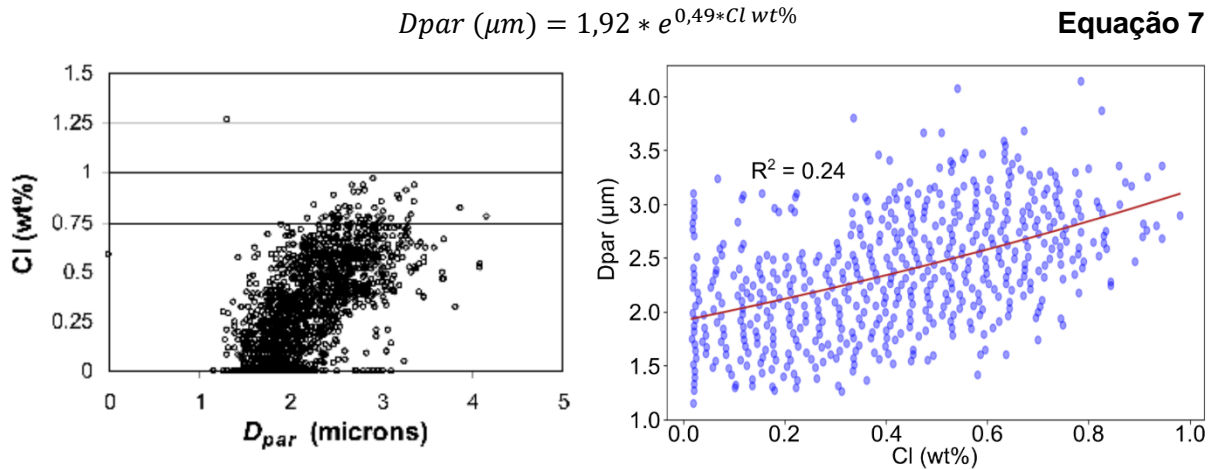 Dpar (μm) = 1,92 * e^{0,49*Cl wt%}
Equação 7
1.5
1.25
1
0.75
0.5
0.25
0
Cl (wt%)
0 1 2 3 4 5
D_{par} (microns)
4.0
3.5
3.0
2.5
2.0
1.5
1.0
Dpar (μm)
R² = 0.24
0.0 0.2 0.4 0.6 0.8 1.0
Cl (wt%)